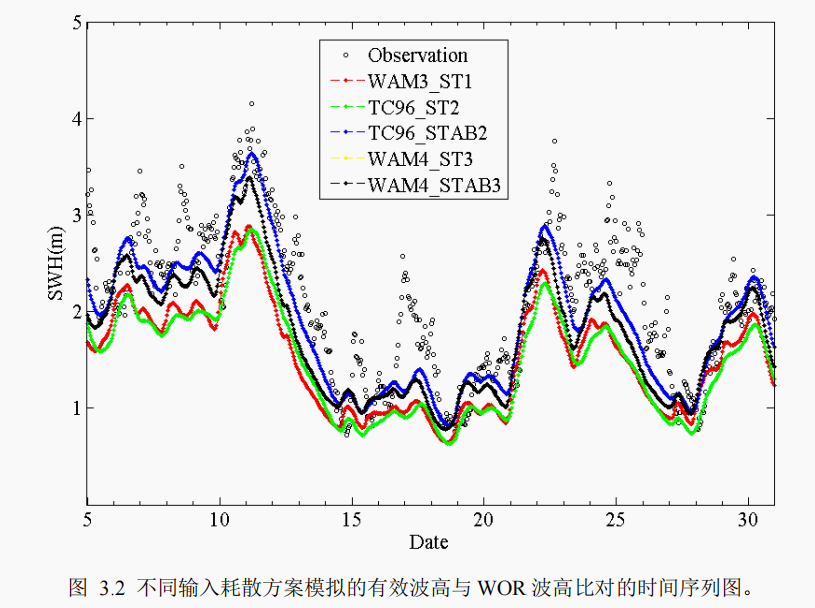 5
4
3
2
1
SWH(m)
Observation
WAM3_ST1
TC96_ST2
TC96_STAB2
WAM4_ST3
WAM4_STAB3
5 10 15 20 25 30
Date
图 3.2 不同输入耗散方案模拟的有效波高与 WOR 波高比对的时间序列图。